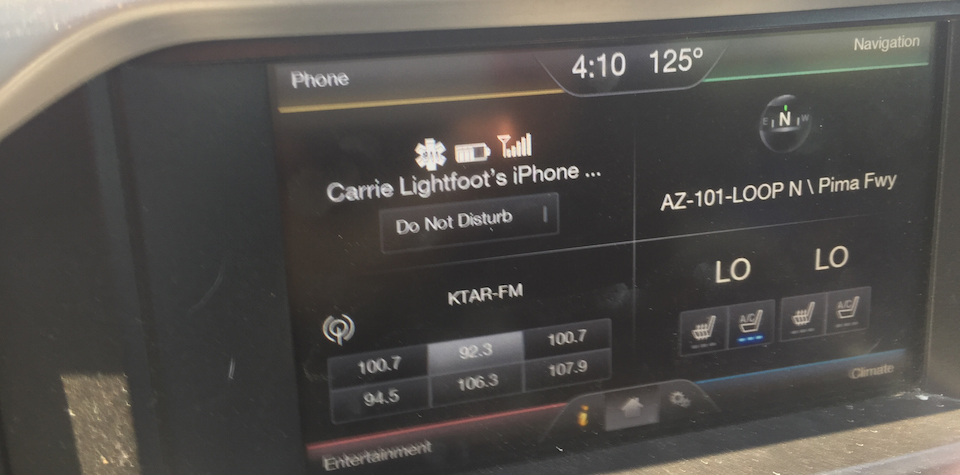 Phone
4:10 125°
Navigation
E N W
Carrie Lightfoot's iPhone ...
Do Not Disturb
AZ-101-LOOP N \ Pima Fwy
LO LO
KTAR-FM
A/C A/C
100.7 92.3 100.7
94.5 106.3 107.9
Climate
Entertainment